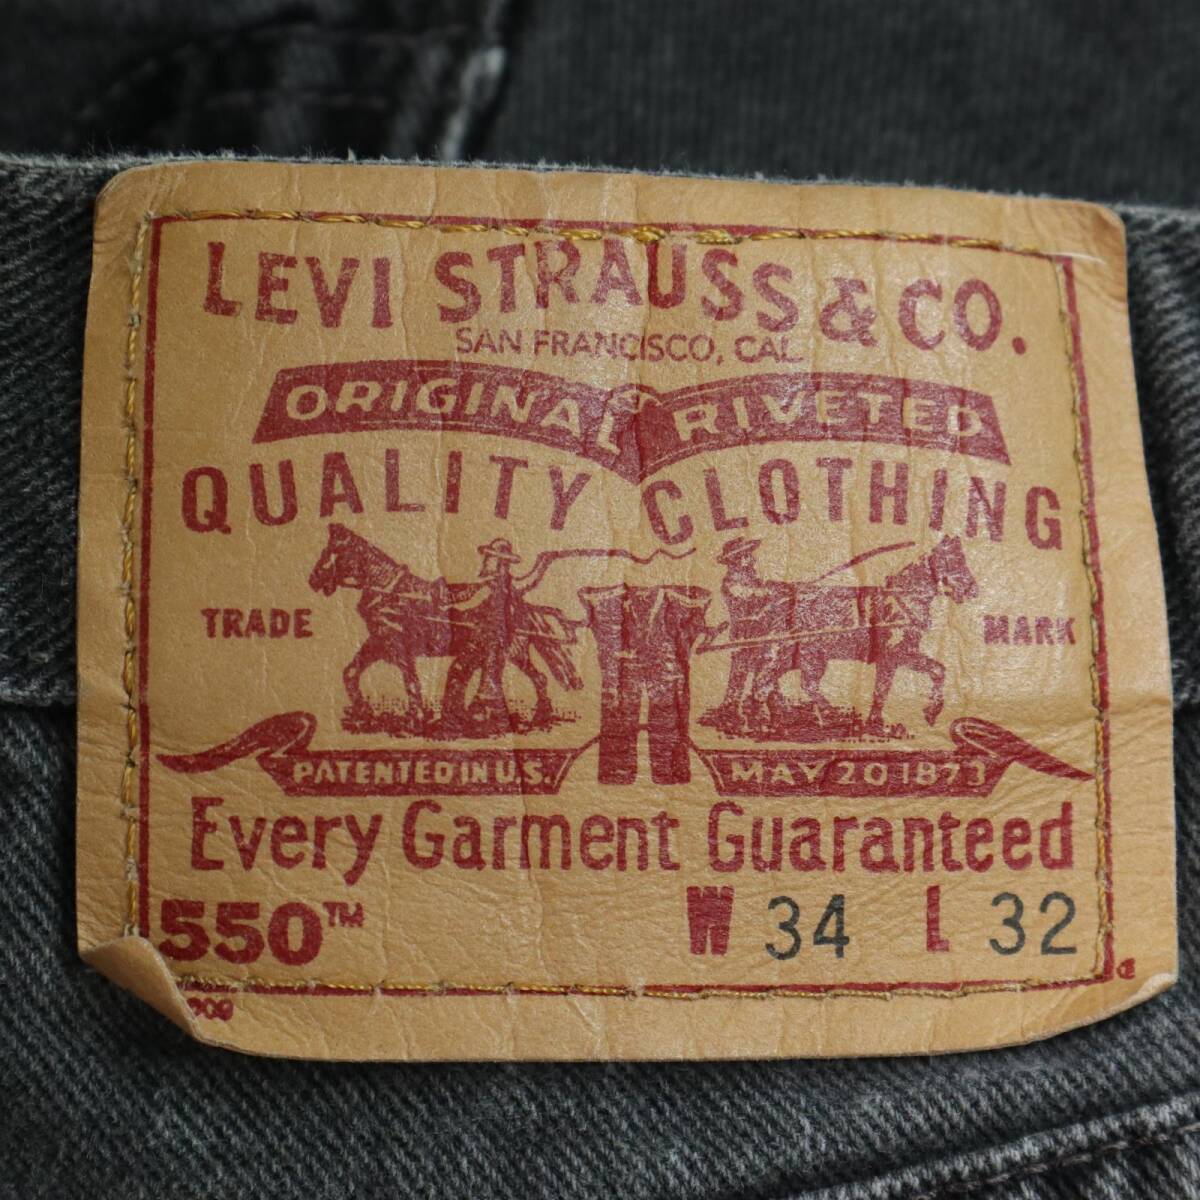 LEVI STRAUSS & CO.
SAN FRANCISCO, CAL.
ORIGINAL RIVETED
QUALITY CLOTHING
TRADE MARK
PATENTED IN U.S. MAY 20 1873
Every Garment Guaranteed
550™ W 34 L 32